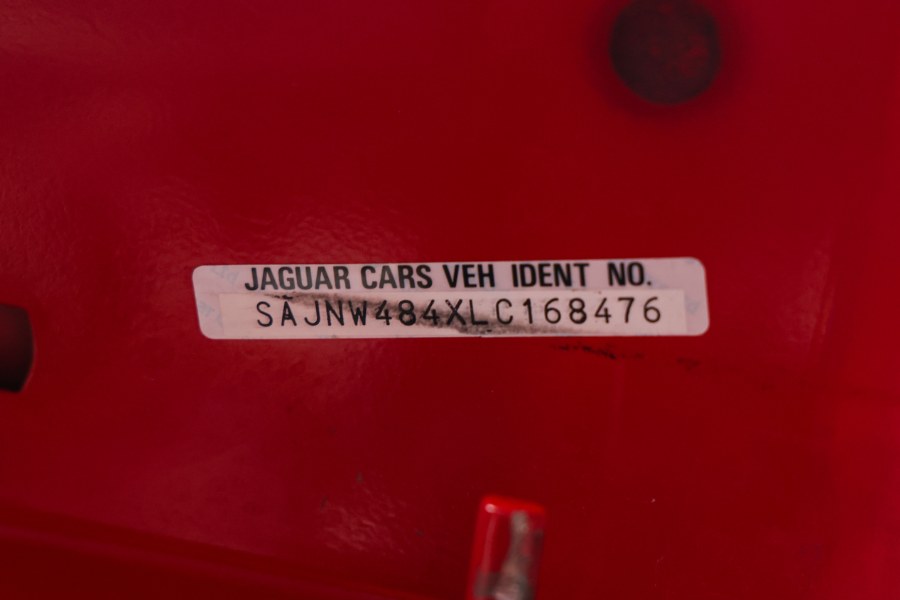 JAGUAR CARS VEH IDENT NO.
SAJNW484XLC168476